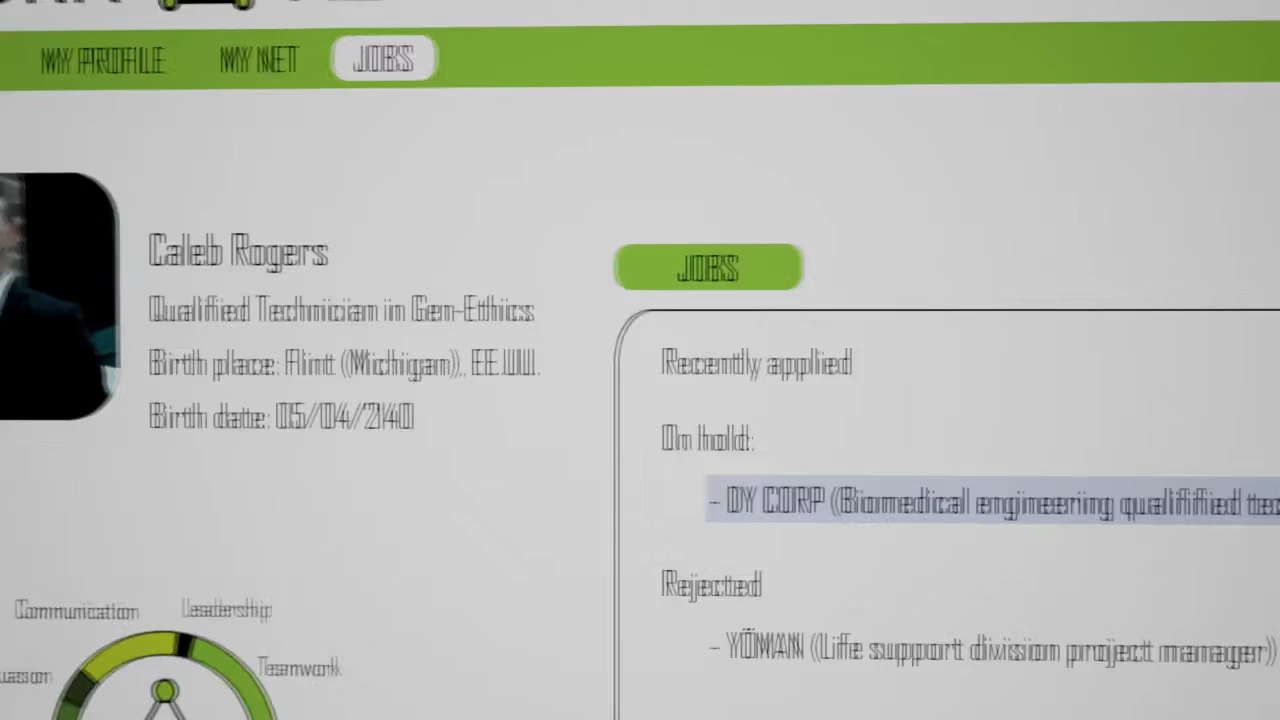 MY PROFILE MY NET JOBS
Caleb Rogers
Qualified Technician in Gen-Ethics
Birth place: Flint (Michigan), EE.UU.
Birth date: 05/04/2140
JOBS
Recently applied
On hold:
- DY CORP (Biomedical engineering qualified
Rejected
- YÖMAN (Life support division project manager)
Communication
Leadership
Teamwork